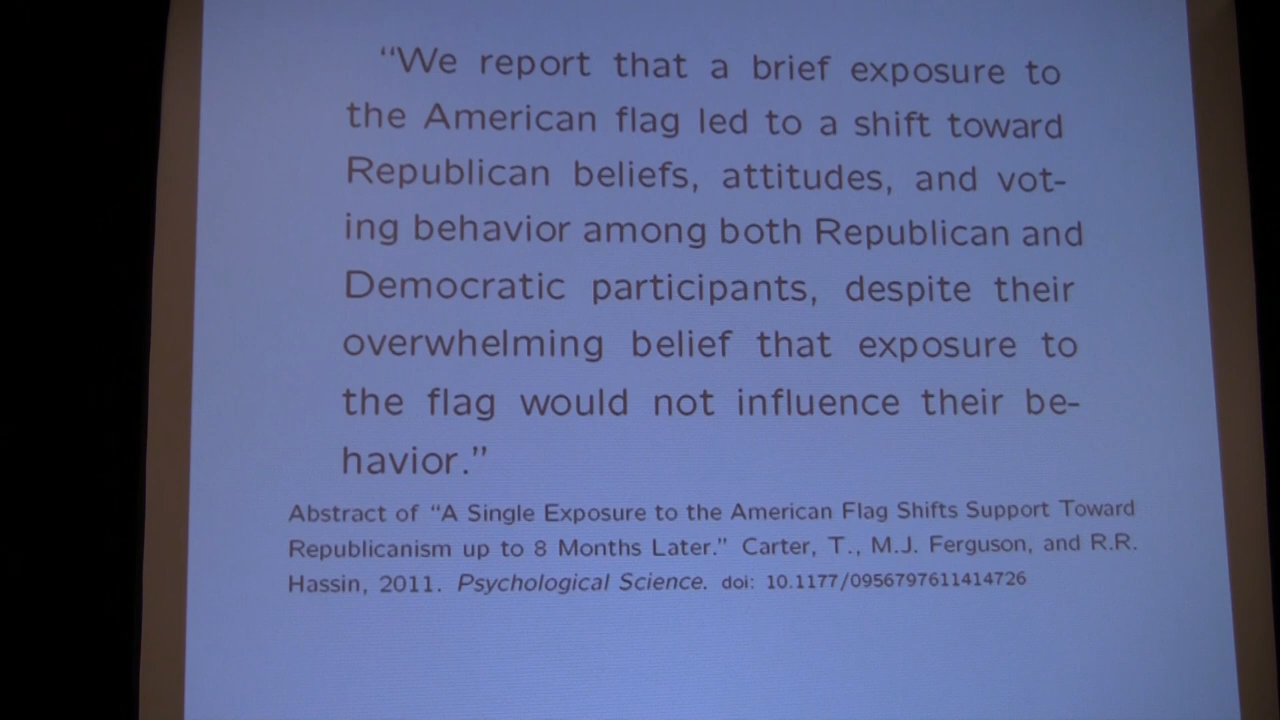 “We report that a brief exposure to
the American flag led to a shift toward
Republican beliefs, attitudes, and vot-
ing behavior among both Republican and
Democratic participants, despite their
overwhelming belief that exposure to
the flag would not influence their be-
havior.”
Abstract of “A Single Exposure to the American Flag Shifts Support Toward
Republicanism up to 8 Months Later.” Carter, T., M.J. Ferguson, and R.R.
Hassin, 2011. Psychological Science. doi: 10.1177/0956797611414726